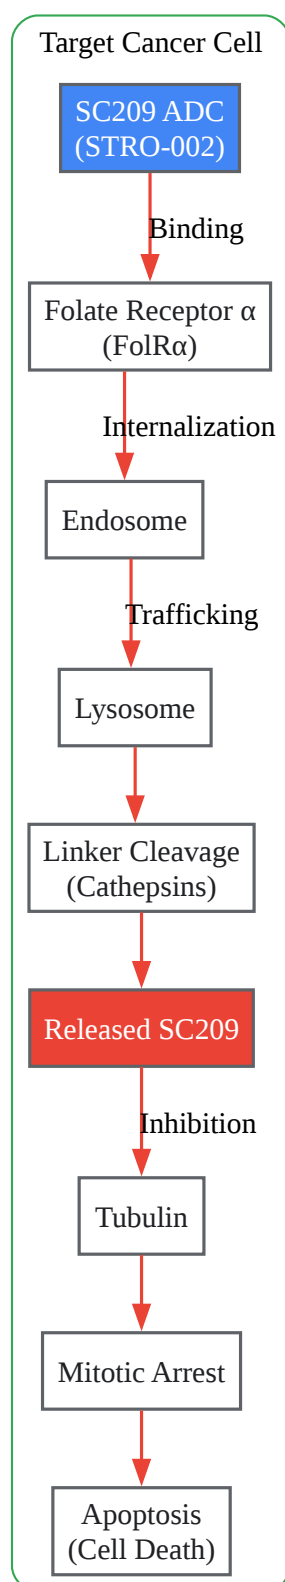 Target Cancer Cell
SC209 ADC
(STRO-002)
Binding
Folate Receptor α
(FolRα)
Internalization
Endosome
Trafficking
Lysosome
Linker Cleavage
(Cathepsins)
Released SC209
Inhibition
Tubulin
Mitotic Arrest
Apoptosis
(Cell Death)